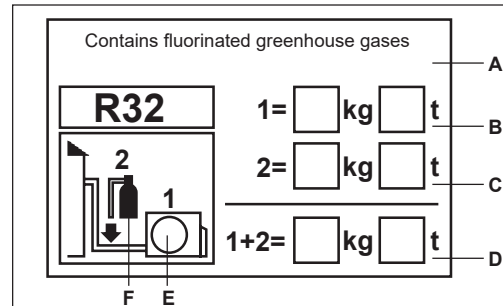 Contains fluorinated greenhouse gases
A
R32
1= kg t
B
2= kg t
C
2
1
1+2= kg t
D
F E